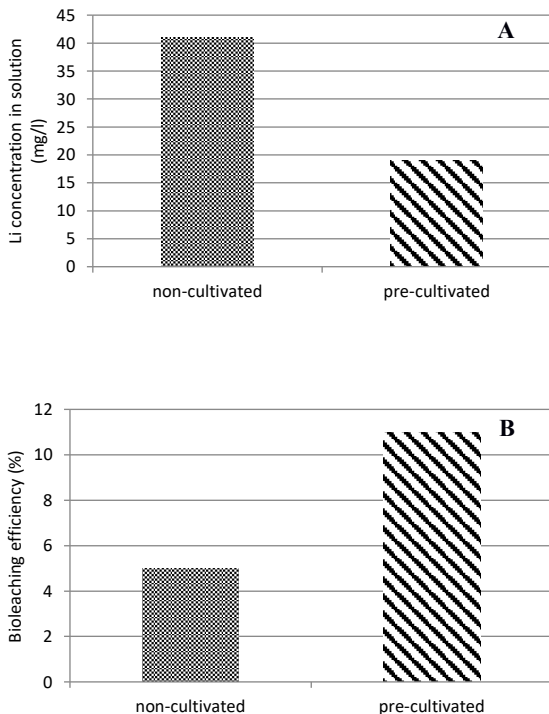 A
Li concentration in solution
(mg/l)
45
40
35
30
25
20
15
10
5
0
non-cultivated pre-cultivated
B
Bioleaching efficiency (%)
12
10
8
6
4
2
0
non-cultivated pre-cultivated